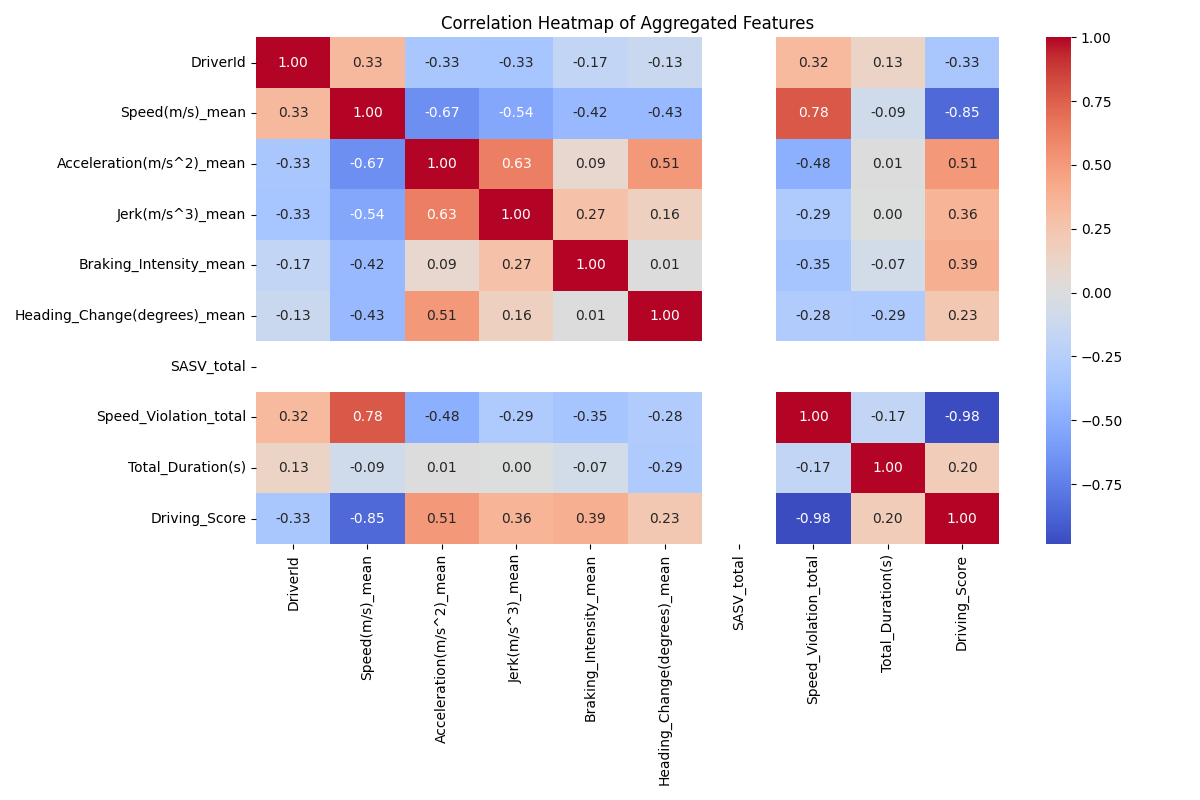 Correlation Heatmap of Aggregated Features
DriverId 1.00 0.33 -0.33 -0.33 -0.17 -0.13 0.32 0.13 -0.33
Speed(m/s)_mean 0.33 1.00 -0.67 -0.54 -0.42 -0.43 0.78 -0.09 -0.85
Acceleration(m/s^2)_mean -0.33 -0.67 1.00 0.63 0.09 0.51 -0.48 0.01 0.51
Jerk(m/s^3)_mean -0.33 -0.54 0.63 1.00 0.27 0.16 -0.29 0.00 0.36
Braking_Intensity_mean -0.17 -0.42 0.09 0.27 1.00 0.01 -0.35 -0.07 0.39
Heading_Change(degrees)_mean -0.13 -0.43 0.51 0.16 0.01 1.00 -0.28 -0.29 0.23
SASV_total
Speed_Violation_total 0.32 0.78 -0.48 -0.29 -0.35 -0.28 1.00 -0.17 -0.98
Total_Duration(s) 0.13 -0.09 0.01 0.00 -0.07 -0.29 -0.17 1.00 0.20
Driving_Score -0.33 -0.85 0.51 0.36 0.39 0.23 -0.98 0.20 1.00
DriverId
Speed(m/s)_mean
Acceleration(m/s^2)_mean
Jerk(m/s^3)_mean
Braking_Intensity_mean
Heading_Change(degrees)_mean
SASV_total
Speed_Violation_total
Total_Duration(s)
Driving_Score
1.00
0.75
0.50
0.25
0.00
−0.25
−0.50
−0.75